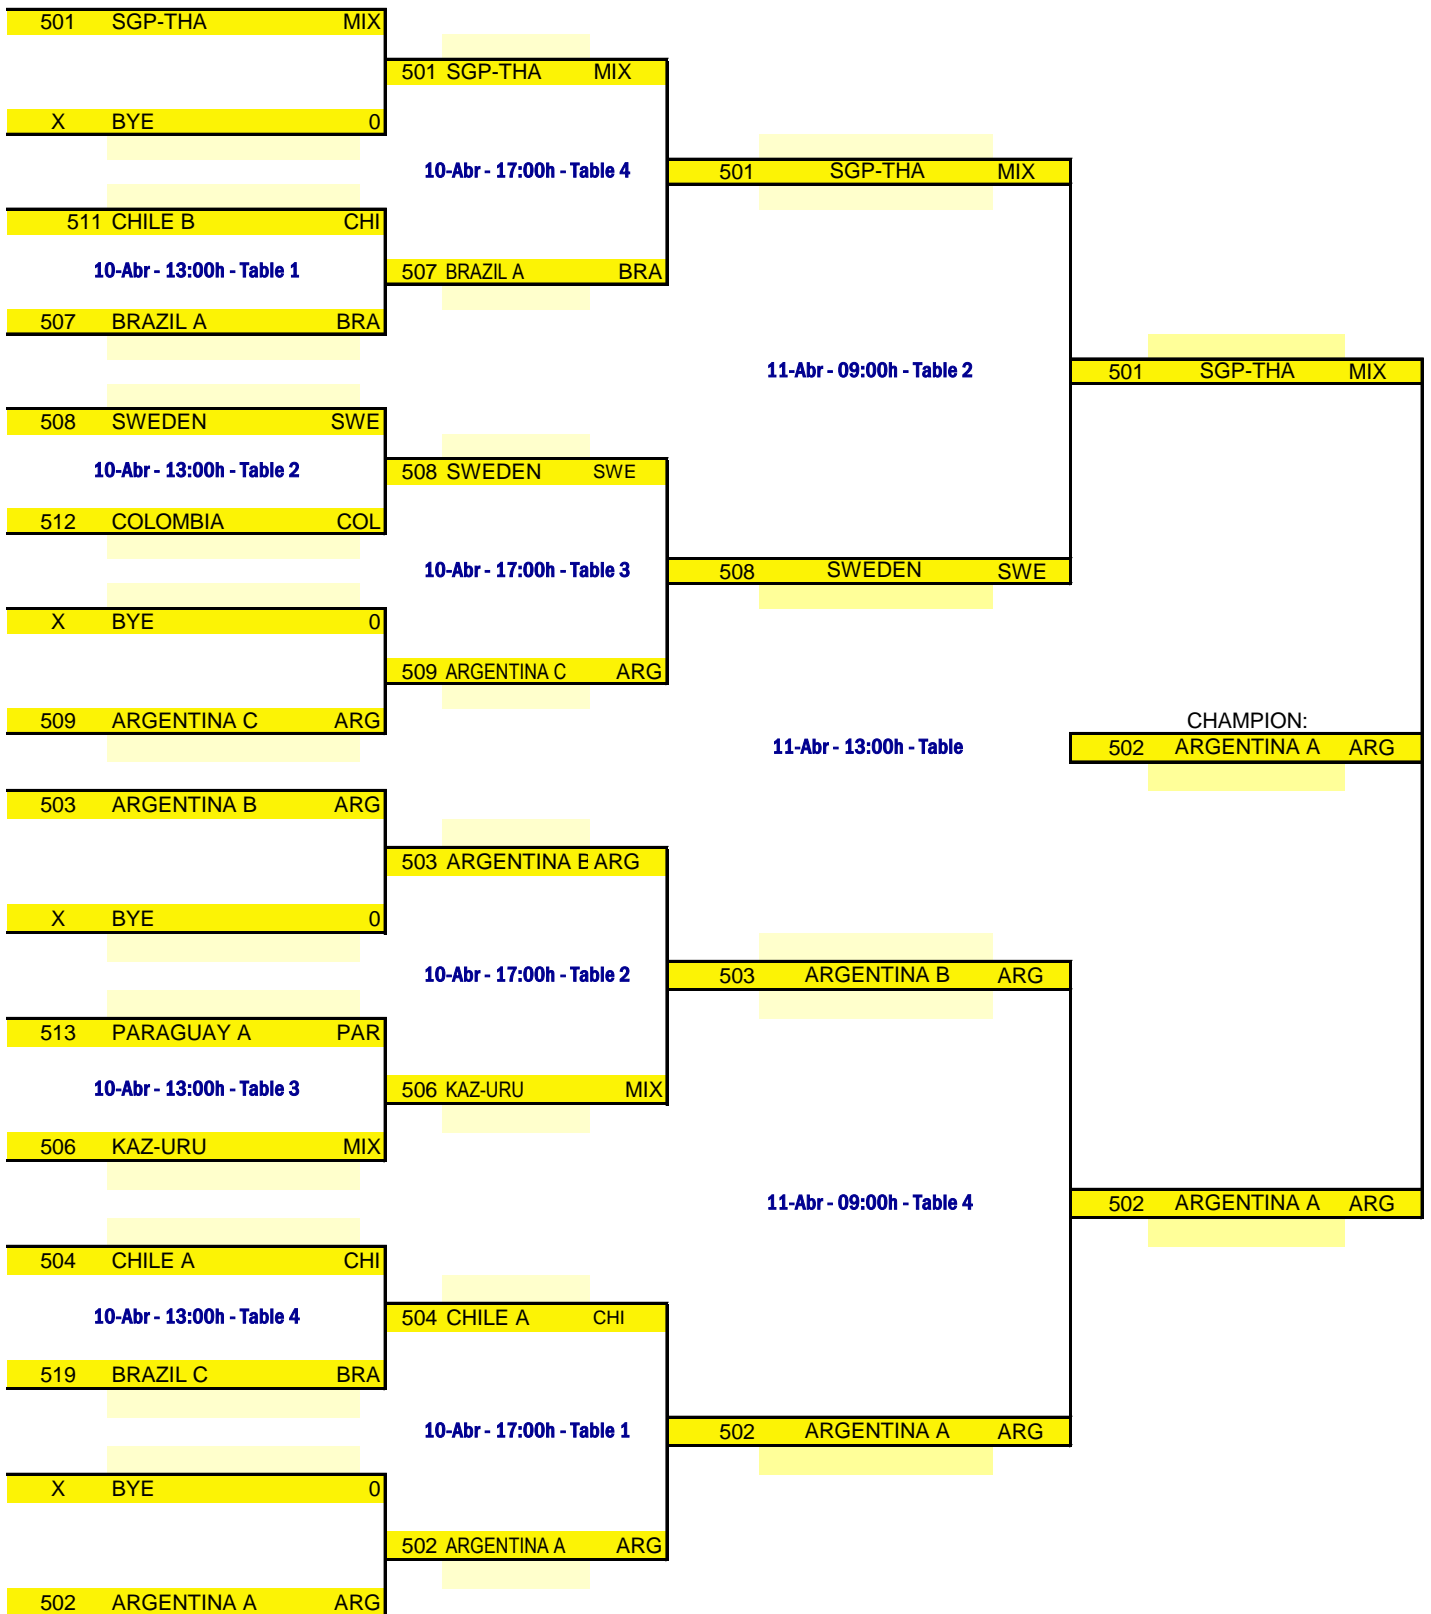 501 SGP-THA MIX
501 SGP-THA MIX
X BYE 0
10-Abr - 17:00h - Table 4
501 SGP-THA MIX
511 CHILE B CHI
10-Abr - 13:00h - Table 1
507 BRAZIL A BRA
507 BRAZIL A BRA
11-Abr - 09:00h - Table 2
501 SGP-THA MIX
508 SWEDEN SWE
10-Abr - 13:00h - Table 2
508 SWEDEN SWE
512 COLOMBIA COL
10-Abr - 17:00h - Table 3
508 SWEDEN SWE
X BYE 0
509 ARGENTINA C ARG
509 ARGENTINA C ARG
CHAMPION:
11-Abr - 13:00h - Table
502 ARGENTINA A ARG
503 ARGENTINA B ARG
503 ARGENTINA B ARG
X BYE 0
10-Abr - 17:00h - Table 2
503 ARGENTINA B ARG
513 PARAGUAY A PAR
10-Abr - 13:00h - Table 3
506 KAZ-URU MIX
506 KAZ-URU MIX
11-Abr - 09:00h - Table 4
502 ARGENTINA A ARG
504 CHILE A CHI
10-Abr - 13:00h - Table 4
504 CHILE A CHI
519 BRAZIL C BRA
10-Abr - 17:00h - Table 1
502 ARGENTINA A ARG
X BYE 0
502 ARGENTINA A ARG
502 ARGENTINA A ARG